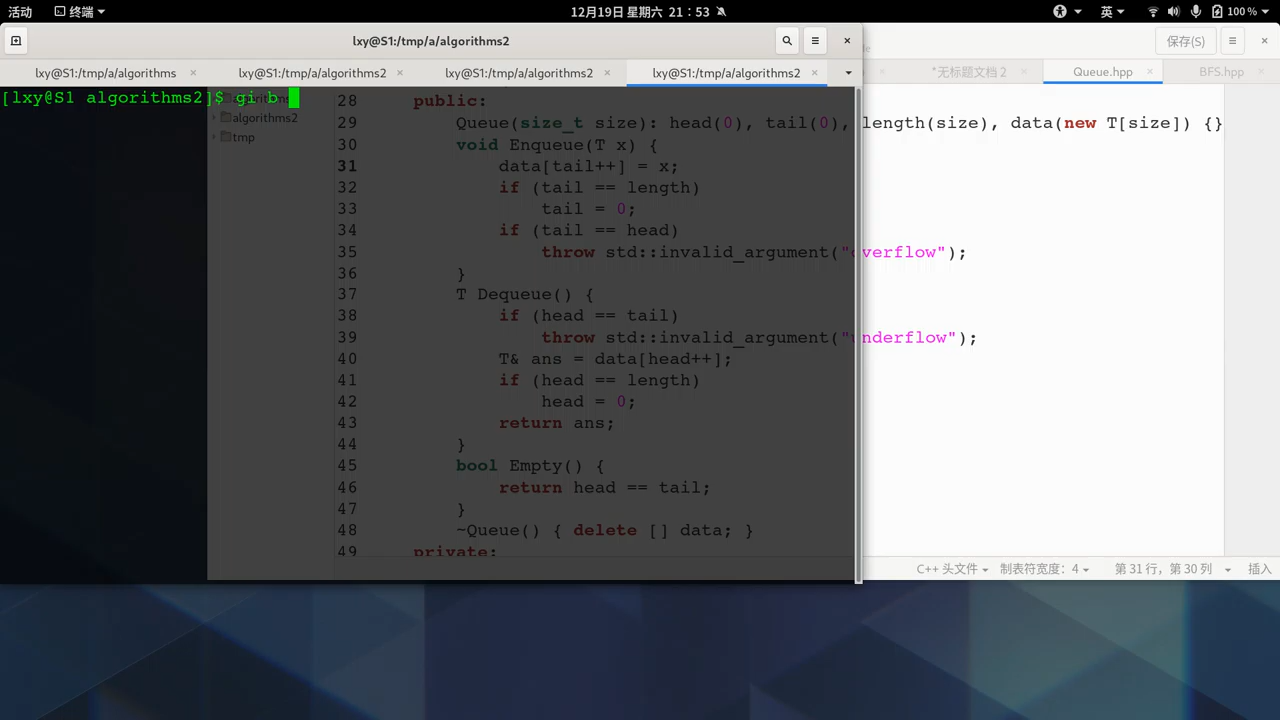 活动 终端 12月19日 星期六 21∶53 英 100 %
lxy@S1:/tmp/a/algorithms2
保存(S)
lxy@S1:/tmp/a/algorithms × lxy@S1:/tmp/a/algorithms2 × lxy@S1:/tmp/a/algorithms2 × lxy@S1:/tmp/a/algorithms2 × *无标题文档 2 × Queue.hpp × BFS.hpp ×
[lxy@S1 algorithms2]$ gi b
algorithms2
tmp
28 public:
29 Queue(size_t size): head(0), tail(0), length(size), data(new T[size]) {}
30 void Enqueue(T x) {
31 data[tail++] = x;
32 if (tail == length)
33 tail = 0;
34 if (tail == head)
35 throw std::invalid_argument("overflow");
36 }
37 T Dequeue() {
38 if (head == tail)
39 throw std::invalid_argument("underflow");
40 T& ans = data[head++];
41 if (head == length)
42 head = 0;
43 return ans;
44 }
45 bool Empty() {
46 return head == tail;
47 }
48 ~Queue() { delete [] data; }
49 private:
C++ 头文件 制表符宽度：4 第 31 行，第 30 列 插入